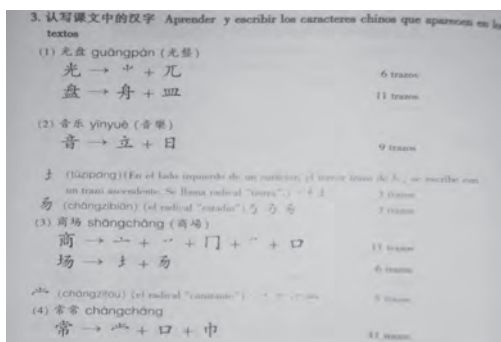 3. 认写课文中的汉字 Aprender y escribir los caracteres chinos que aparecen en los
textos
(1) 光盘 guāngpán (光盤)
光 → ⺌ + 兀 6 trazos
盘 → 舟 + 皿 11 trazos
(2) 音乐 yīnyuè (音樂)
音 → 立 + 日 9 trazos
(tǔzìpáng) (En el lado izquierdo de un carácter, el tercer trazo de se escribe con
un trazo ascendente. Se llama radical "tierra".) 3 trazos
(chǎngzìbiān) (el radical "estadio") 3 trazos
(3) 商场 shāngchǎng (商場)
商 → 亠 + 丷 + 冂 + 口 11 trazos
场 → 土 + 6 trazos
(chángzìtóu) (el radical "constante") 5 trazos
(4) 常常 chángcháng
常 → + 口 + 巾 11 trazos